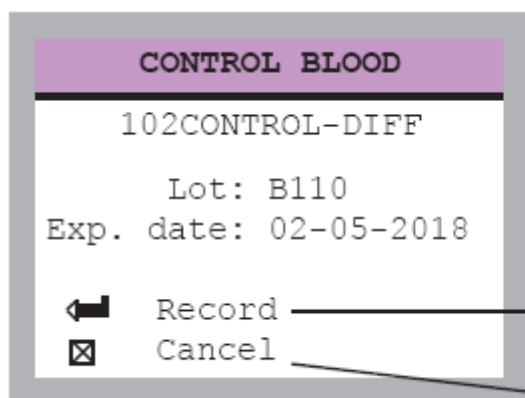 CONTROL BLOOD
102CONTROL-DIFF
Lot: B110
Exp. date: 02-05-2018
Record
Cancel